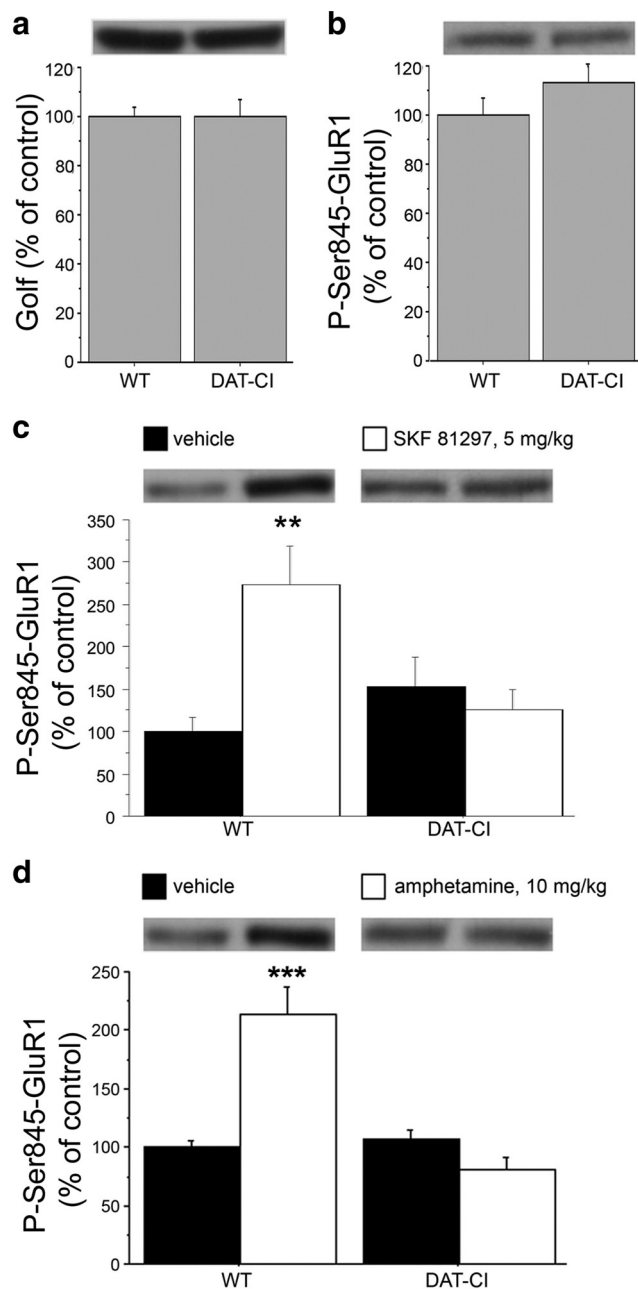 a
Golf (% of control)
120
100
80
60
40
20
0
WT DAT-CI
b
P-Ser845-GluR1
(% of control)
120
100
80
60
40
20
0
WT DAT-CI
c
vehicle SKF 81297, 5 mg/kg
P-Ser845-GluR1
(% of control)
350
300
250
200
150
100
50
0
**
WT DAT-CI
d
vehicle amphetamine, 10 mg/kg
P-Ser845-GluR1
(% of control)
250
200
150
100
50
0
***
WT DAT-CI